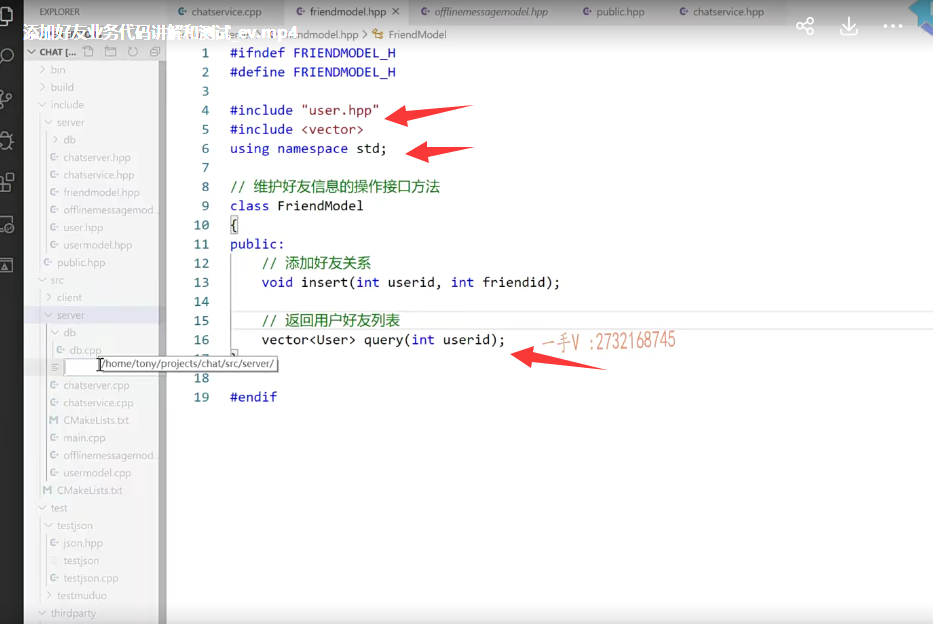 EXPLORER
chatservice.cpp
friendmodel.hpp
offlinemessagemodel.hpp
public.hpp
chatservice.hpp
添加好友业务代码讲解和测试_ev.mp4
FriendModel
CHAT [...
bin
build
include
server
db
chatserver.hpp
chatservice.hpp
friendmodel.hpp
offlinemessagemod...
user.hpp
usermodel.hpp
public.hpp
src
client
server
db
db.cpp
/home/tony/projects/chat/src/server/
chatserver.cpp
chatservice.cpp
CMakeLists.txt
main.cpp
offlinemessagemod...
usermodel.cpp
CMakeLists.txt
test
testjson
json.hpp
testjson
testjson.cpp
testmuduo
thirdparty
1 #ifndef FRIENDMODEL_H
2 #define FRIENDMODEL_H
3
4 #include "user.hpp"
5 #include <vector>
6 using namespace std;
7
8 // 维护好友信息的操作接口方法
9 class FriendModel
10 {
11 public:
12 // 添加好友关系
13 void insert(int userid, int friendid);
14
15 // 返回用户好友列表
16 vector<User> query(int userid);
一手V :2732168745
18
19 #endif